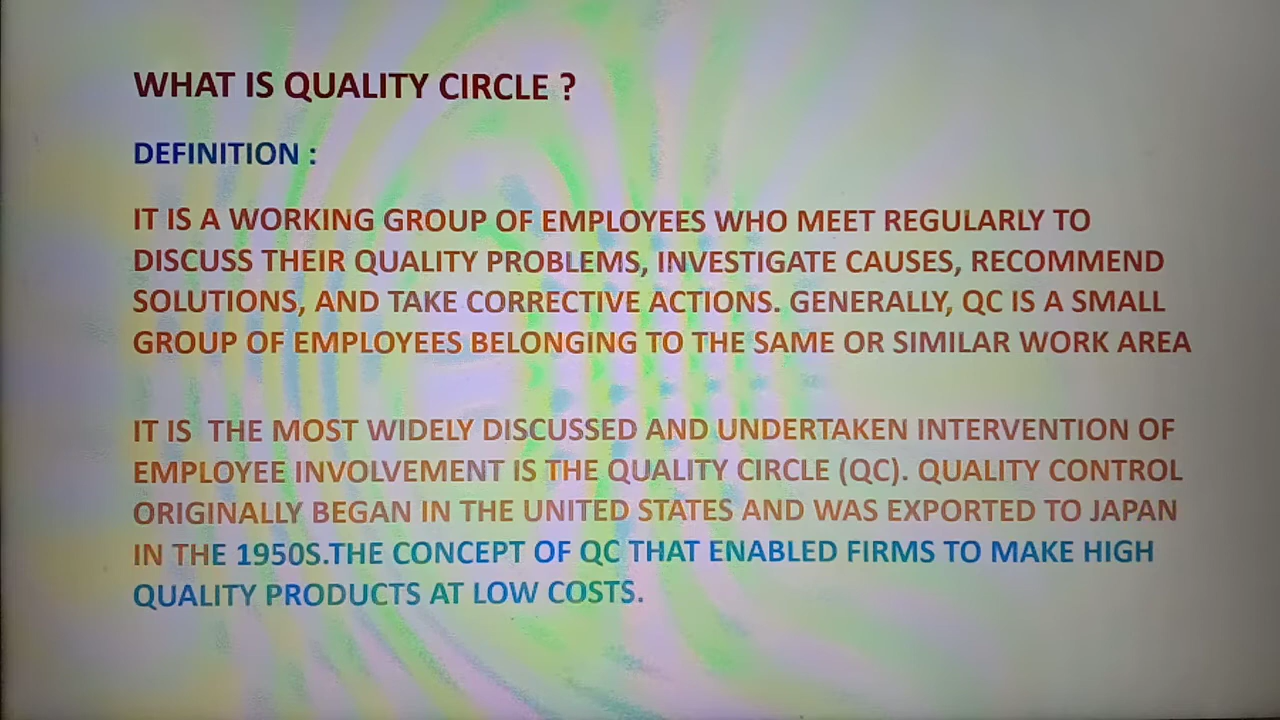 WHAT IS QUALITY CIRCLE ?
DEFINITION :
IT IS A WORKING GROUP OF EMPLOYEES WHO MEET REGULARLY TO
DISCUSS THEIR QUALITY PROBLEMS, INVESTIGATE CAUSES, RECOMMEND
SOLUTIONS, AND TAKE CORRECTIVE ACTIONS. GENERALLY, QC IS A SMALL
GROUP OF EMPLOYEES BELONGING TO THE SAME OR SIMILAR WORK AREA
IT IS  THE MOST WIDELY DISCUSSED AND UNDERTAKEN INTERVENTION OF
EMPLOYEE INVOLVEMENT IS THE QUALITY CIRCLE (QC). QUALITY CONTROL
ORIGINALLY BEGAN IN THE UNITED STATES AND WAS EXPORTED TO JAPAN
IN THE 1950S.THE CONCEPT OF QC THAT ENABLED FIRMS TO MAKE HIGH
QUALITY PRODUCTS AT LOW COSTS.